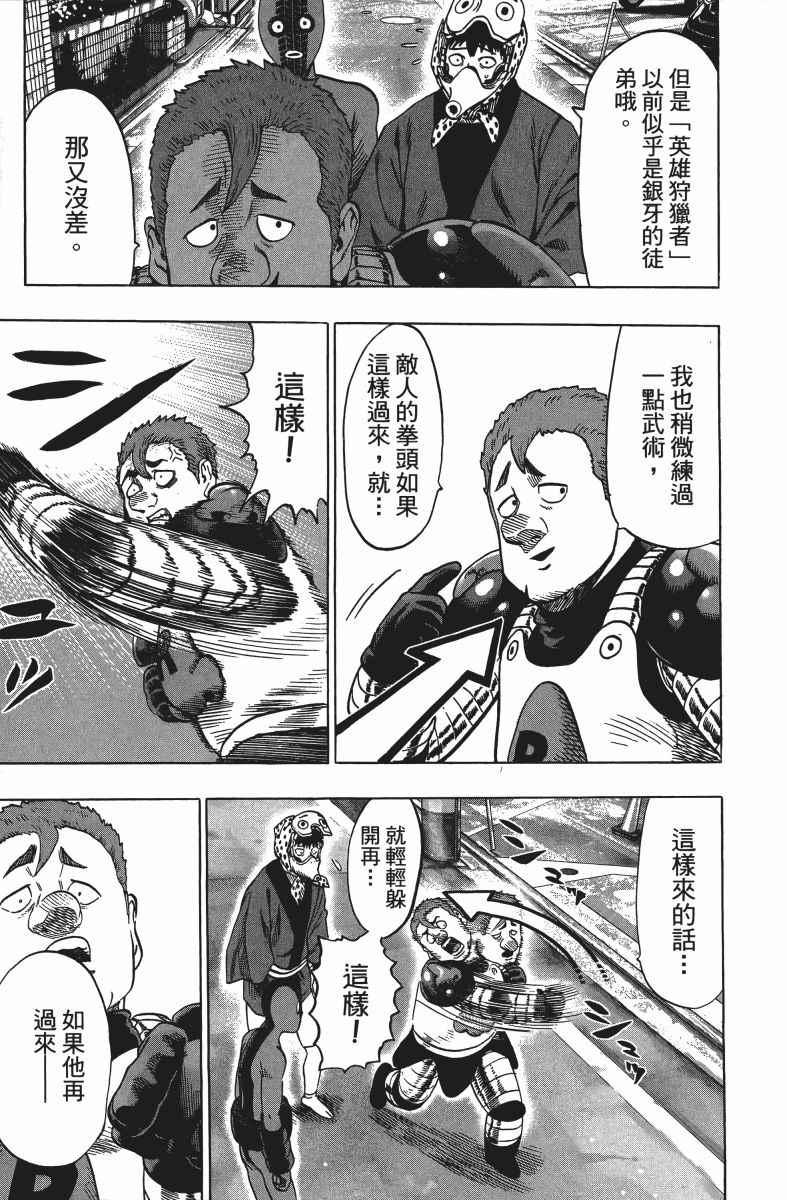 但是「英雄狩獵者」
以前似乎是銀牙的徒
弟哦。
那又沒差。
我也稍微練過
一點武術，
敵人的拳頭如果
這樣過來，就…
這樣！
這樣來的話…
就輕輕躲
開再…
這樣！
如果他再
過來——